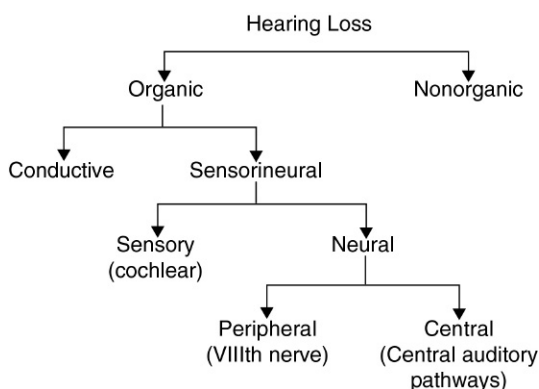 Hearing Loss
Organic
Nonorganic
Conductive
Sensorineural
Sensory
(cochlear)
Neural
Peripheral
(VIIIth nerve)
Central
(Central auditory
pathways)